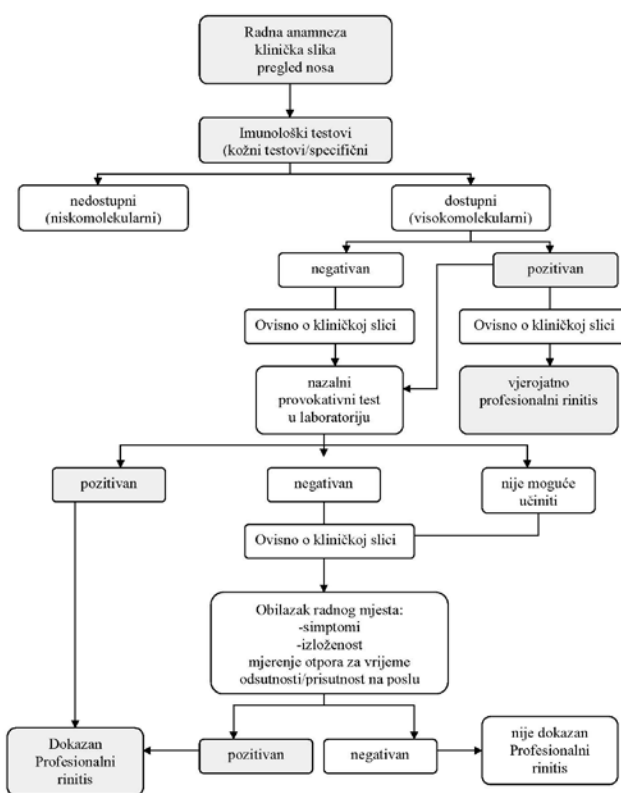 Radna anamneza
klinička slika
pregled nosa
Imunološki testovi
(kožni testovi/specifični
nedostupni
(niskomolekularni)
dostupni
(visokomolekularni)
negativan
pozitivan
Ovisno o kliničkoj slici
Ovisno o kliničkoj slici
nazalni
provokativni test
u laboratoriju
vjerojatno
profesionalni rinitis
pozitivan
negativan
nije moguće
učiniti
Ovisno o kliničkoj slici
Obilazak radnog mjesta:
-simptomi
-izloženost
mjerenje otpora za vrijeme
odsutnosti/prisutnost na poslu
Dokazan
Profesionalni
rinitis
pozitivan
negativan
nije dokazan
Profesionalni
rinitis